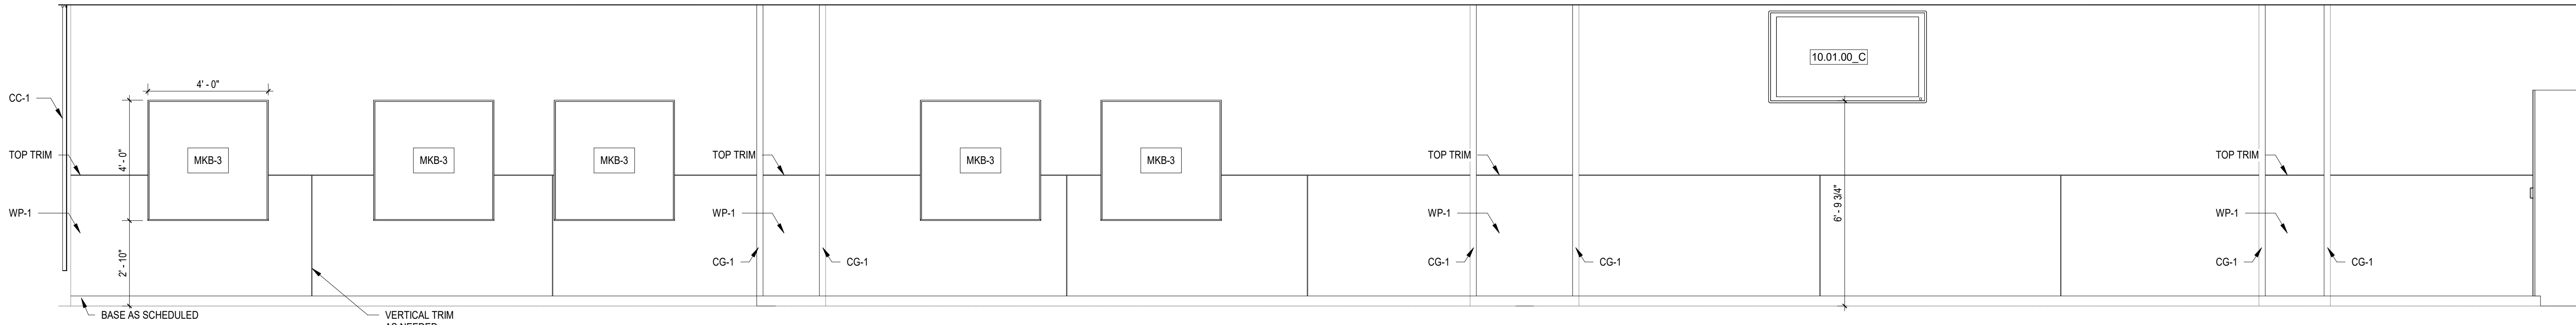 10.01.00_C
4' - 0"
CC-1
4' - 0"
TOP TRIM
MKB-3
MKB-3
MKB-3
TOP TRIM
MKB-3
MKB-3
TOP TRIM
TOP TRIM
6' - 9 3/4"
WP-1
WP-1
WP-1
WP-1
2' - 10"
CG-1
CG-1
CG-1
CG-1
CG-1
CG-1
BASE AS SCHEDULED
VERTICAL TRIM
AS NEEDED